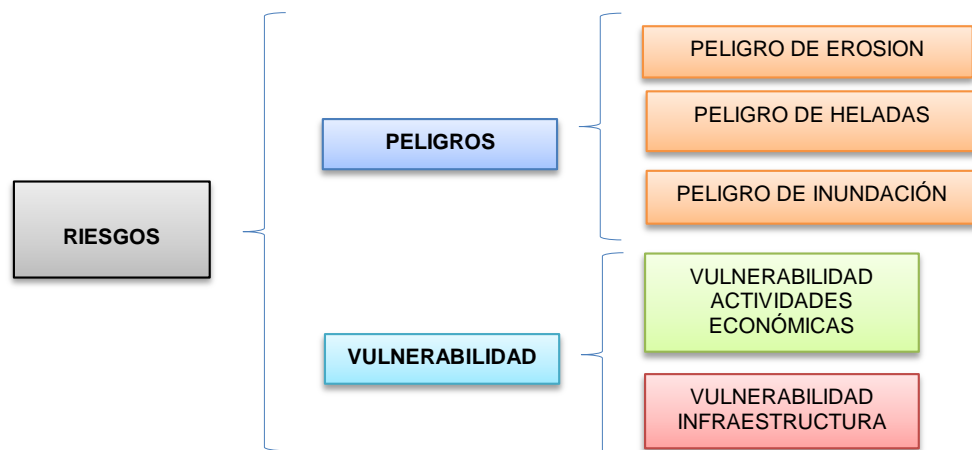 RIESGOS
PELIGROS
PELIGRO DE EROSION
PELIGRO DE HELADAS
PELIGRO DE INUNDACIÓN
VULNERABILIDAD
VULNERABILIDAD
ACTIVIDADES
ECONÓMICAS
VULNERABILIDAD
INFRAESTRUCTURA